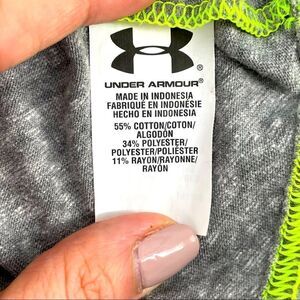 UNDER ARMOUR®
MADE IN INDONESIA
FABRIQUÉ EN INDONÉSIE
HECHO EN INDONESIA
55% COTTON/COTON/
ALGODÓN
34% POLYESTER/
POLYESTER/POLIÉSTER
11% RAYON/RAYONNE/
RAYÓN